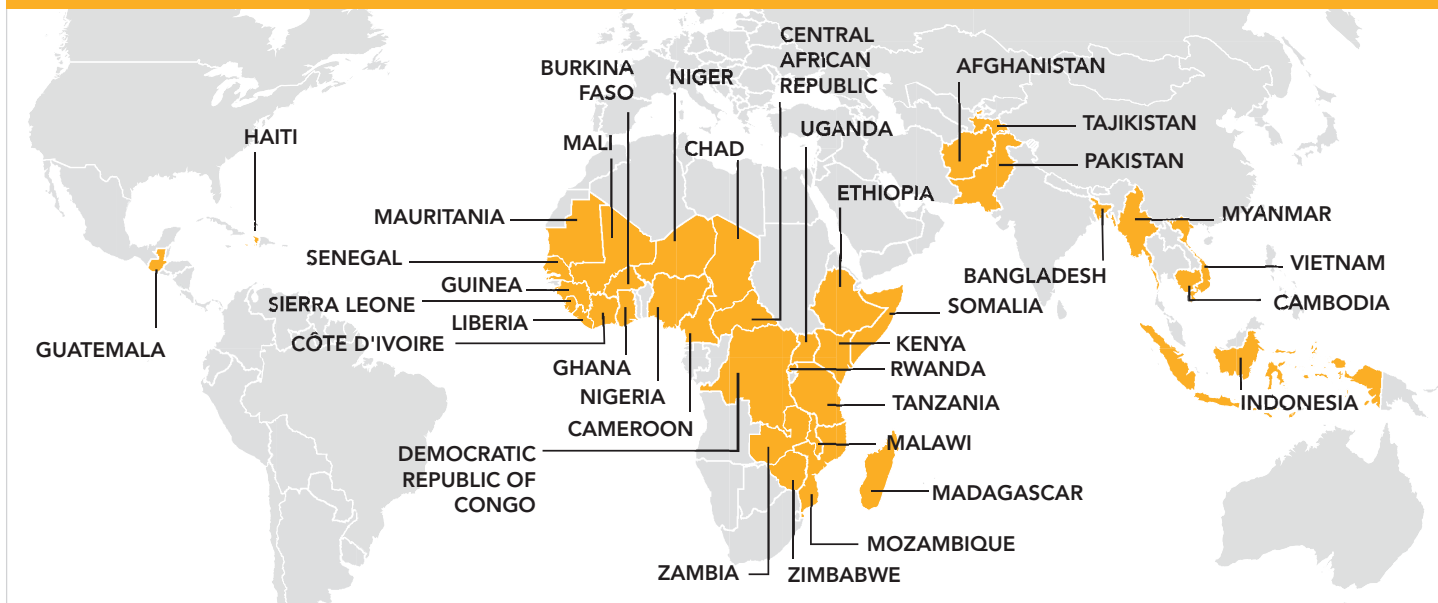 CENTRAL
AFRICAN
REPUBLIC
BURKINA
FASO
NIGER
AFGHANISTAN
HAITI
MALI
CHAD
UGANDA
TAJIKISTAN
PAKISTAN
ETHIOPIA
MAURITANIA
MYANMAR
SENEGAL
BANGLADESH
VIETNAM
GUINEA
SIERRA LEONE
SOMALIA
CAMBODIA
LIBERIA
CÔTE D'IVOIRE
GUATEMALA
KENYA
GHANA
RWANDA
NIGERIA
TANZANIA
INDONESIA
CAMEROON
MALAWI
DEMOCRATIC
REPUBLIC OF
CONGO
MADAGASCAR
MOZAMBIQUE
ZAMBIA
ZIMBABWE